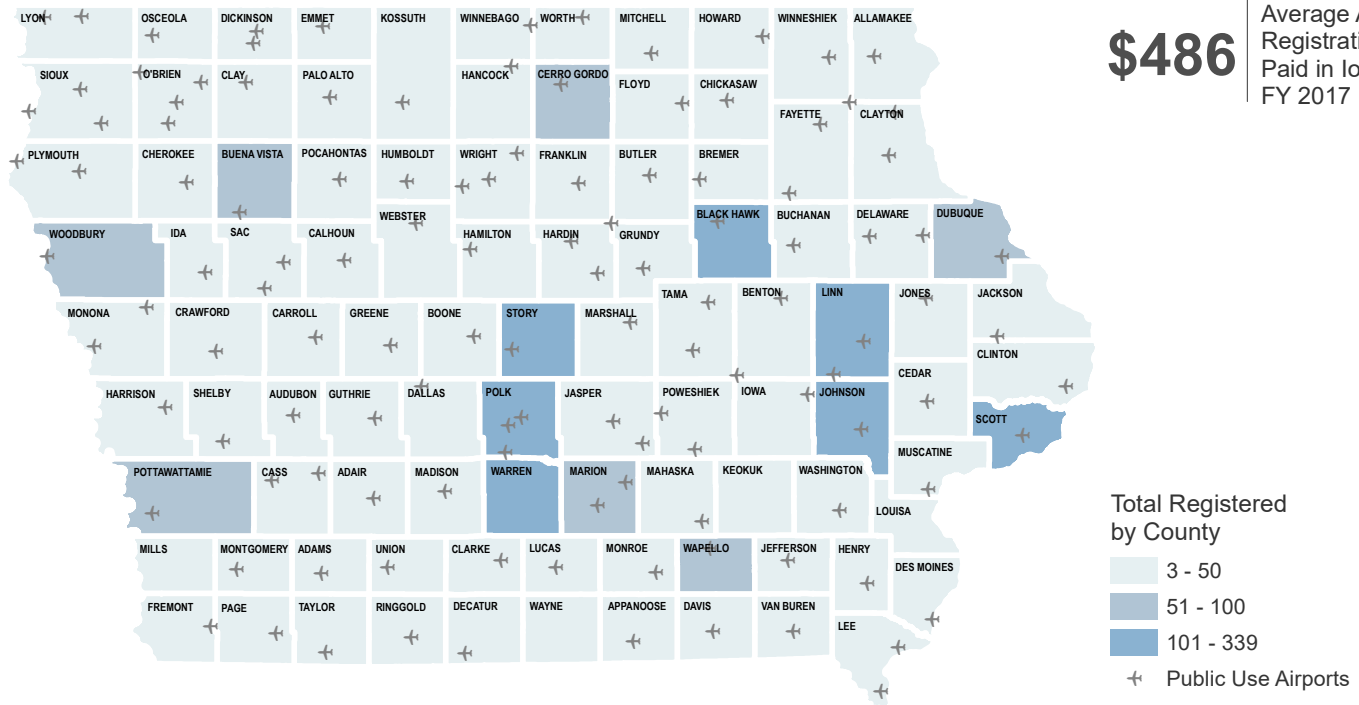 LYON
OSCEOLA
DICKINSON
EMMET
KOSSUTH
WINNEBAGO
WORTH
MITCHELL
HOWARD
WINNESHIEK
ALLAMAKEE
$486
Average
Registrati
Paid in Io
FY 2017
SIOUX
O'BRIEN
CLAY
PALO ALTO
HANCOCK
CERRO GORDO
FLOYD
CHICKASAW
FAYETTE
CLAYTON
PLYMOUTH
CHEROKEE
BUENA VISTA
POCAHONTAS
HUMBOLDT
WRIGHT
FRANKLIN
BUTLER
BREMER
WEBSTER
BLACK HAWK
BUCHANAN
DELAWARE
DUBUQUE
WOODBURY
IDA
SAC
CALHOUN
HAMILTON
HARDIN
GRUNDY
TAMA
BENTON
LINN
JONES
JACKSON
MONONA
CRAWFORD
CARROLL
GREENE
BOONE
STORY
MARSHALL
CLINTON
CEDAR
HARRISON
SHELBY
AUDUBON
GUTHRIE
DALLAS
POLK
JASPER
POWESHIEK
IOWA
JOHNSON
SCOTT
MUSCATINE
POTTAWATTAMIE
CASS
ADAIR
MADISON
WARREN
MARION
MAHASKA
KEOKUK
WASHINGTON
LOUISA
MILLS
MONTGOMERY
ADAMS
UNION
CLARKE
LUCAS
MONROE
WAPELLO
JEFFERSON
HENRY
DES MOINES
FREMONT
PAGE
TAYLOR
RINGGOLD
DECATUR
WAYNE
APPANOOSE
DAVIS
VAN BUREN
LEE
Total Registered
by County
3 - 50
51 - 100
101 - 339
Public Use Airports